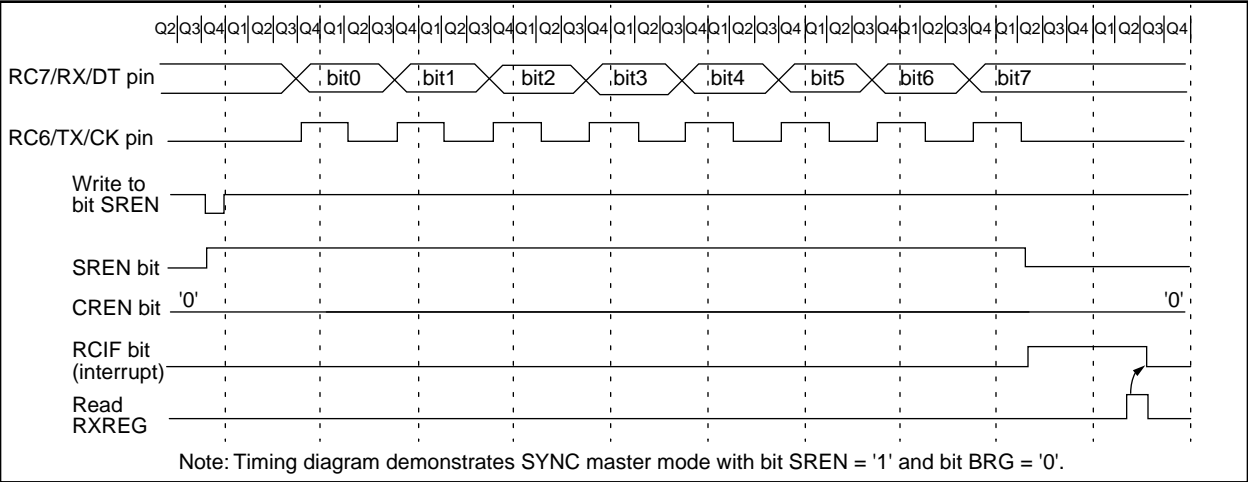 Q2|Q3|Q4|Q1|Q2|Q3|Q4|Q1|Q2|Q3|Q4|Q1|Q2|Q3|Q4|Q1|Q2|Q3|Q4|Q1|Q2|Q3|Q4|Q1|Q2|Q3|Q4|Q1|Q2|Q3|Q4|Q1|Q2|Q3|Q4|Q1|Q2|Q3|Q4|Q1|Q2|Q3|Q4
RC7/RX/DT pin bit0 bit1 bit2 bit3 bit4 bit5 bit6 bit7
RC6/TX/CK pin
Write to
bit SREN
SREN bit
CREN bit '0' '0'
RCIF bit
(interrupt)
Read
RXREG
Note: Timing diagram demonstrates SYNC master mode with bit SREN = '1' and bit BRG = '0'.